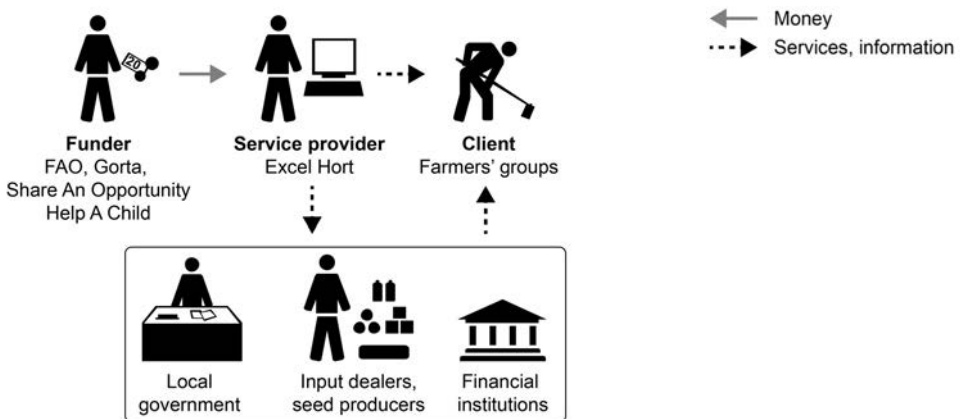 Money
Services, information
20
Funder
FAO, Gorta,
Share An Opportunity
Help A Child
Service provider
Excel Hort
Client
Farmers' groups
Local
government
Input dealers,
seed producers
Financial
institutions